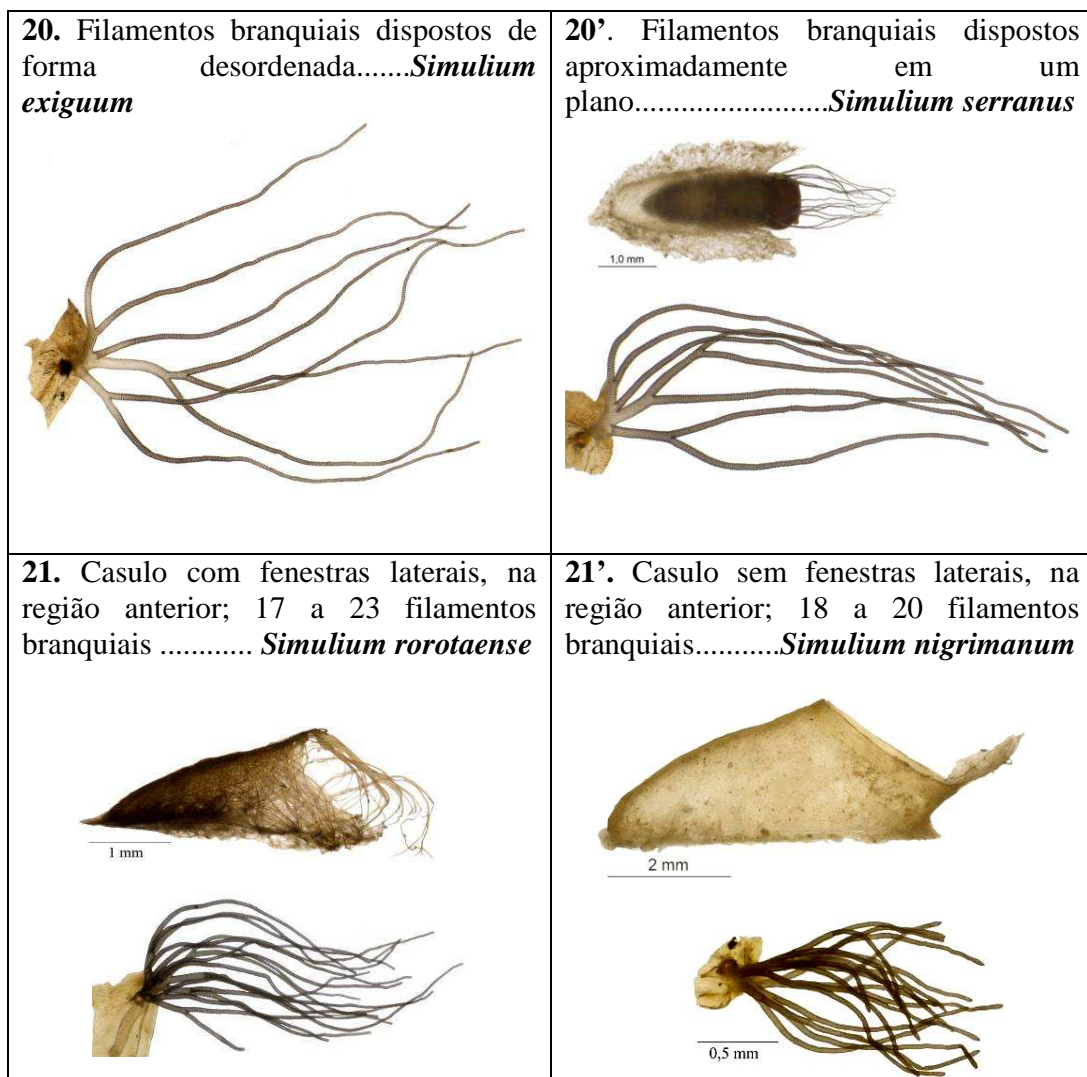 20. Filamentos branquiais dispostos de
forma desordenada.......Simulium
exiguum
20’. Filamentos branquiais dispostos
aproximadamente em um
plano.........................Simulium serranus
1,0 mm
21. Casulo com fenestras laterais, na
região anterior; 17 a 23 filamentos
branquiais ............ Simulium rorotaense
21’. Casulo sem fenestras laterais, na
região anterior; 18 a 20 filamentos
branquiais...........Simulium nigrimanum
1 mm
2 mm
0,5 mm